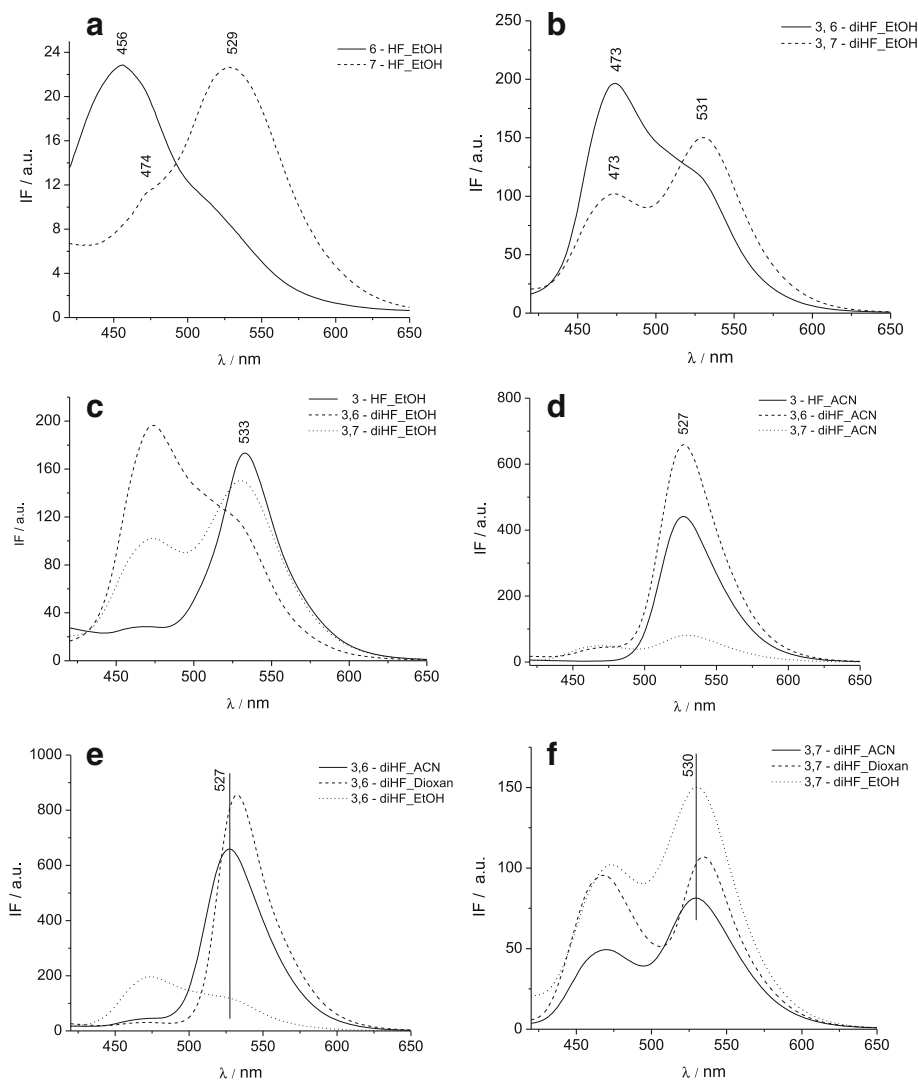 a
456
529
474
6 - HF_EtOH
7 - HF_EtOH
24
20
16
12
8
4
0
IF / a.u.
450 500 550 600 650
λ / nm
b
473
531
473
3, 6 - diHF_EtOH
3, 7 - diHF_EtOH
250
200
150
100
50
0
IF / a.u.
450 500 550 600 650
λ / nm
c
533
3 - HF_EtOH
3,6 - diHF_EtOH
3,7 - diHF_EtOH
200
160
120
80
40
0
IF / a.u.
450 500 550 600 650
λ / nm
d
527
3 - HF_ACN
3,6 - diHF_ACN
3,7 - diHF_ACN
800
600
400
200
0
IF / a.u.
450 500 550 600 650
λ / nm
e
527
3,6 - diHF_ACN
3,6 - diHF_Dioxan
3,6 - diHF_EtOH
1000
800
600
400
200
0
IF / a.u.
450 500 550 600 650
λ / nm
f
530
3,7 - diHF_ACN
3,7 - diHF_Dioxan
3,7 - diHF_EtOH
150
100
50
0
IF / a.u.
450 500 550 600 650
λ / nm